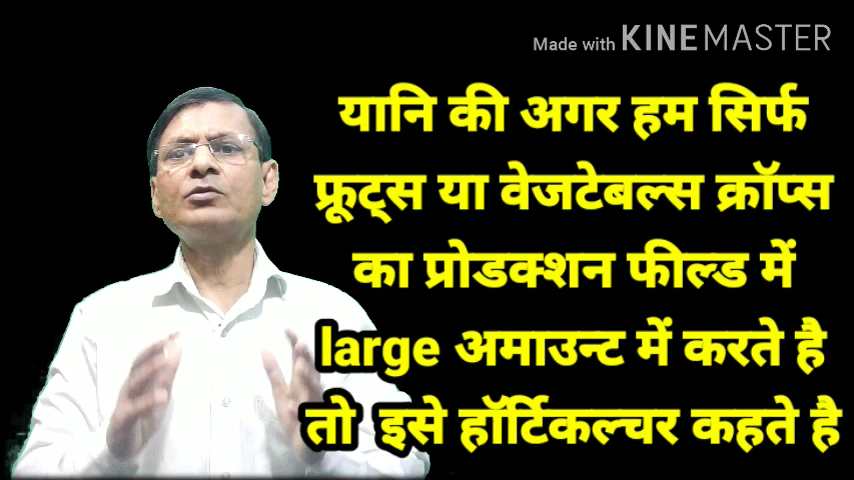 Made with KINEMASTER
यानि की अगर हम सिर्फ
फ्रूट्स या वेजटेबल्स क्रॉप्स
का प्रोडक्शन फील्ड में
large अमाउन्ट में करते है
तो इसे हॉर्टिकल्चर कहते है